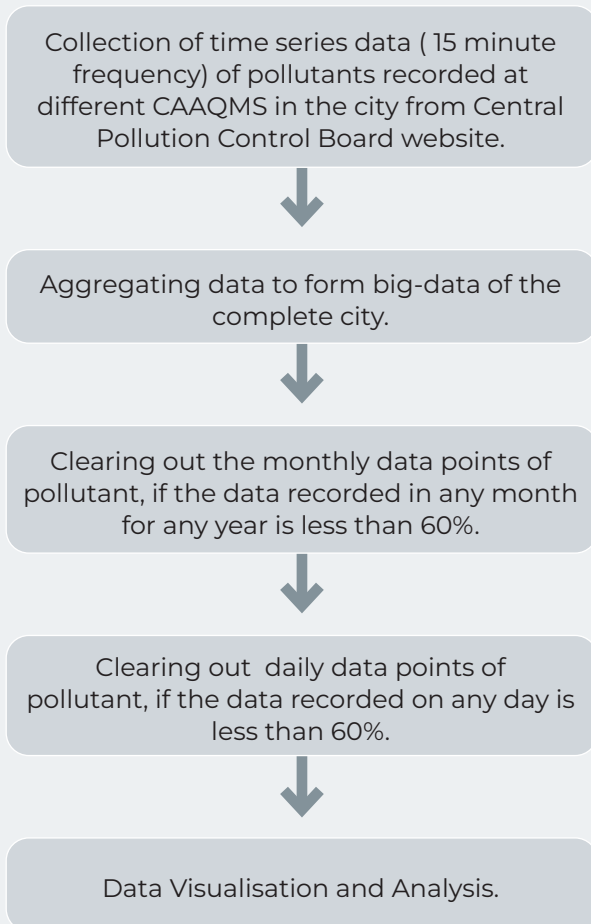 Collection of time series data ( 15 minute
frequency) of pollutants recorded at
different CAAQMS in the city from Central
Pollution Control Board website.
Aggregating data to form big-data of the
complete city.
Clearing out the monthly data points of
pollutant, if the data recorded in any month
for any year is less than 60%.
Clearing out daily data points of
pollutant, if the data recorded on any day is
less than 60%.
Data Visualisation and Analysis.